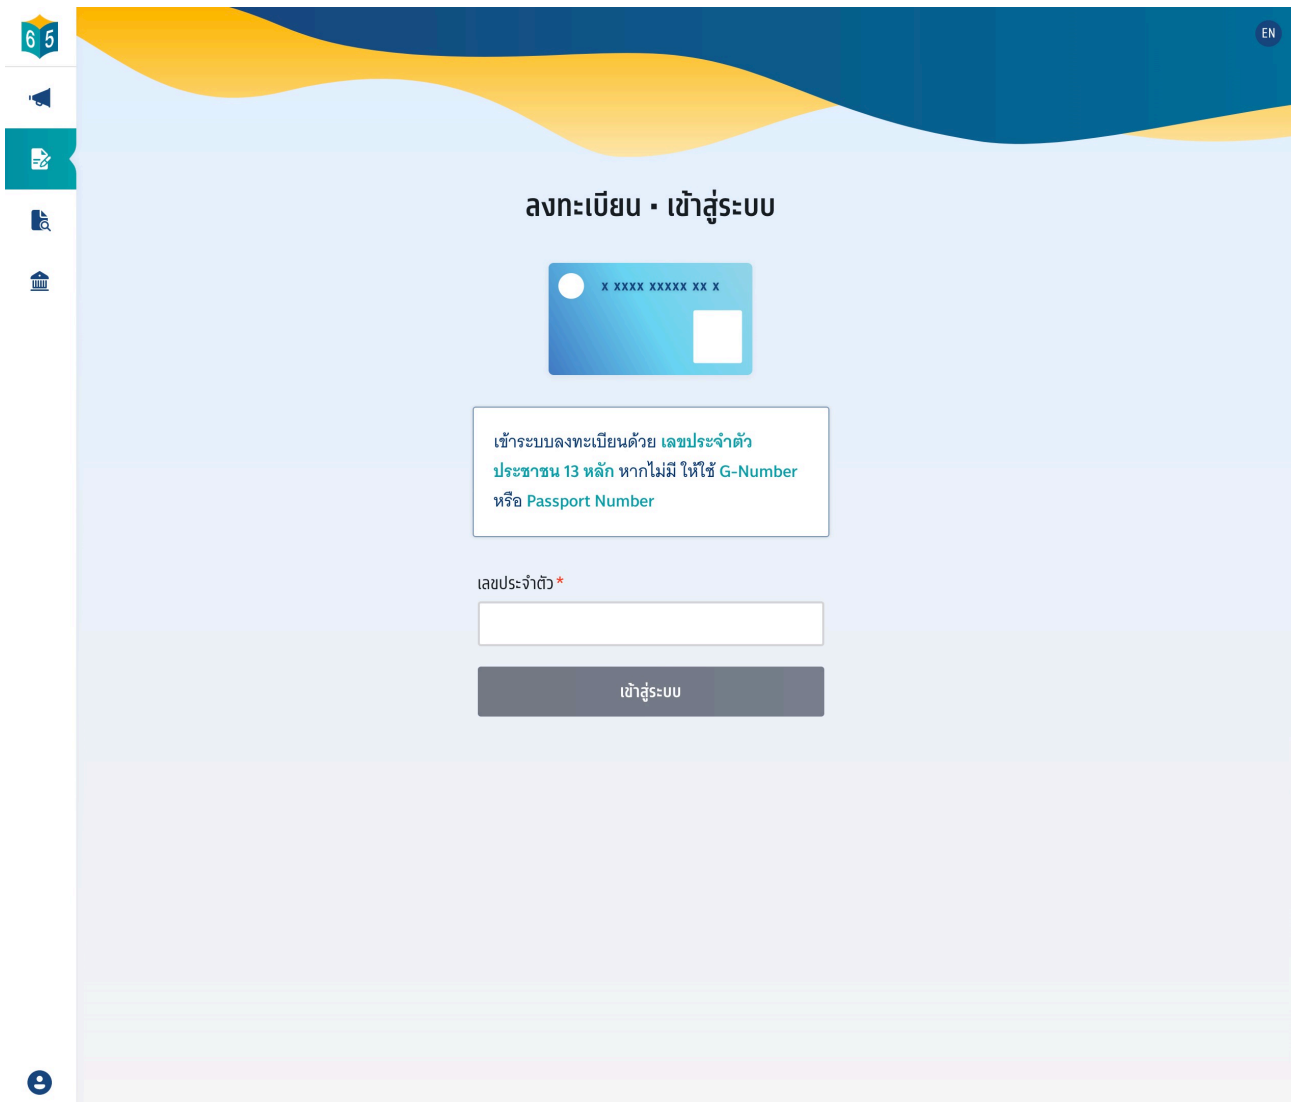 65
EN
ลงทะเบียน • เข้าสู่ระบบ
x xxxx xxxxx xx x
เข้าระบบลงทะเบียนด้วย เลขประจำตัว
ประชาชน 13 หลัก หากไม่มี ให้ใช้ G-Number
หรือ Passport Number
เลขประจำตัว*
เข้าสู่ระบบ